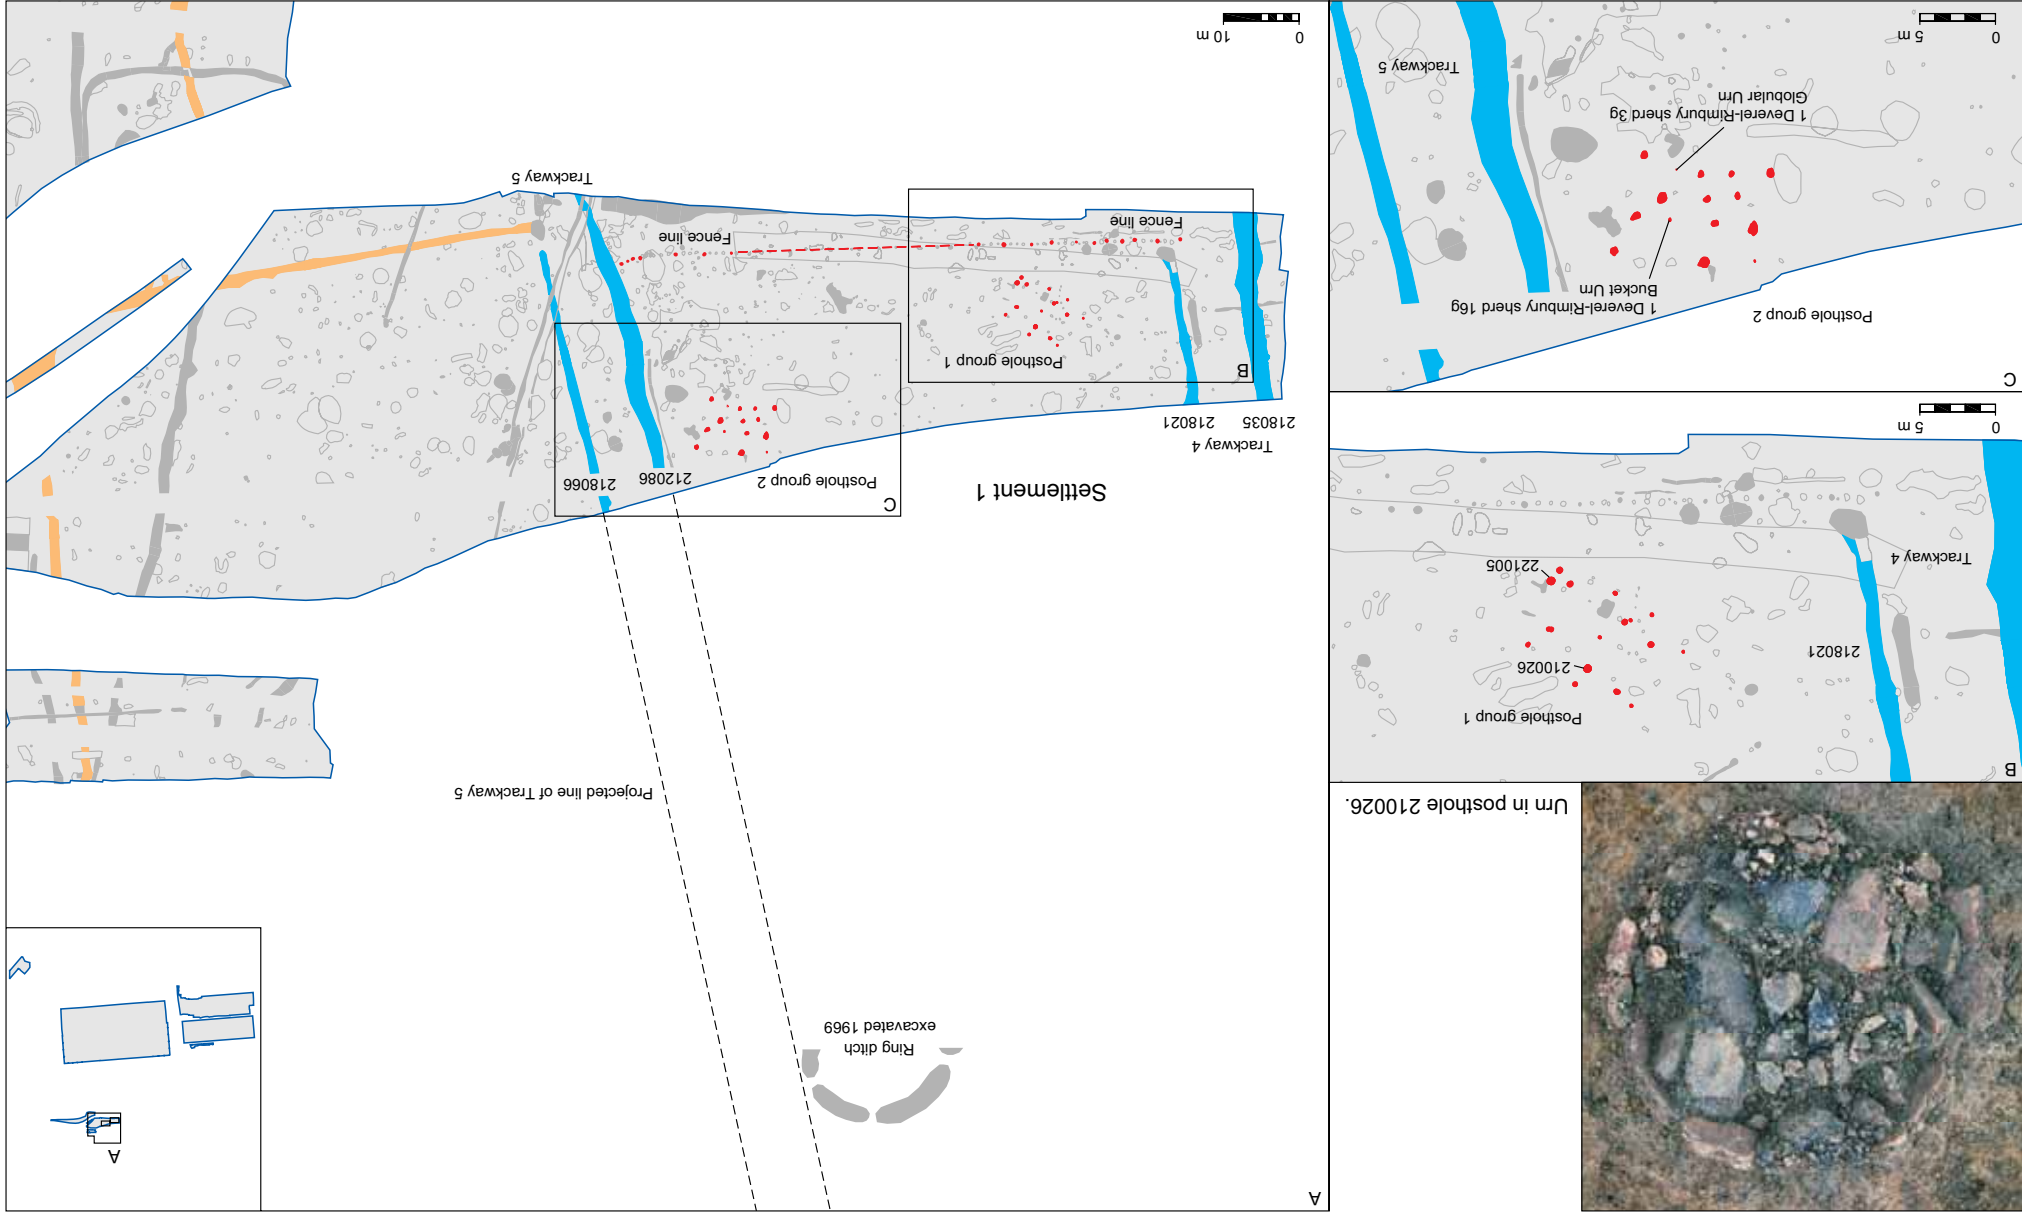 A
Ring ditch
excavated 1969
A
Projected line of Trackway 5
Settlement 1
C
Posthole group 2
212086
218066
Trackway 4
218035
218021
B
Posthole group 1
Fence line
Fence line
Trackway 5
0
10 m
Urn in posthole 210026.
B
Posthole group 1
210026
218021
221005
Trackway 4
0
5 m
C
Posthole group 2
1 Deverel-Rimbury sherd 16g
Bucket Urn
1 Deverel-Rimbury sherd 3g
Globular Urn
Trackway 5
0
5 m